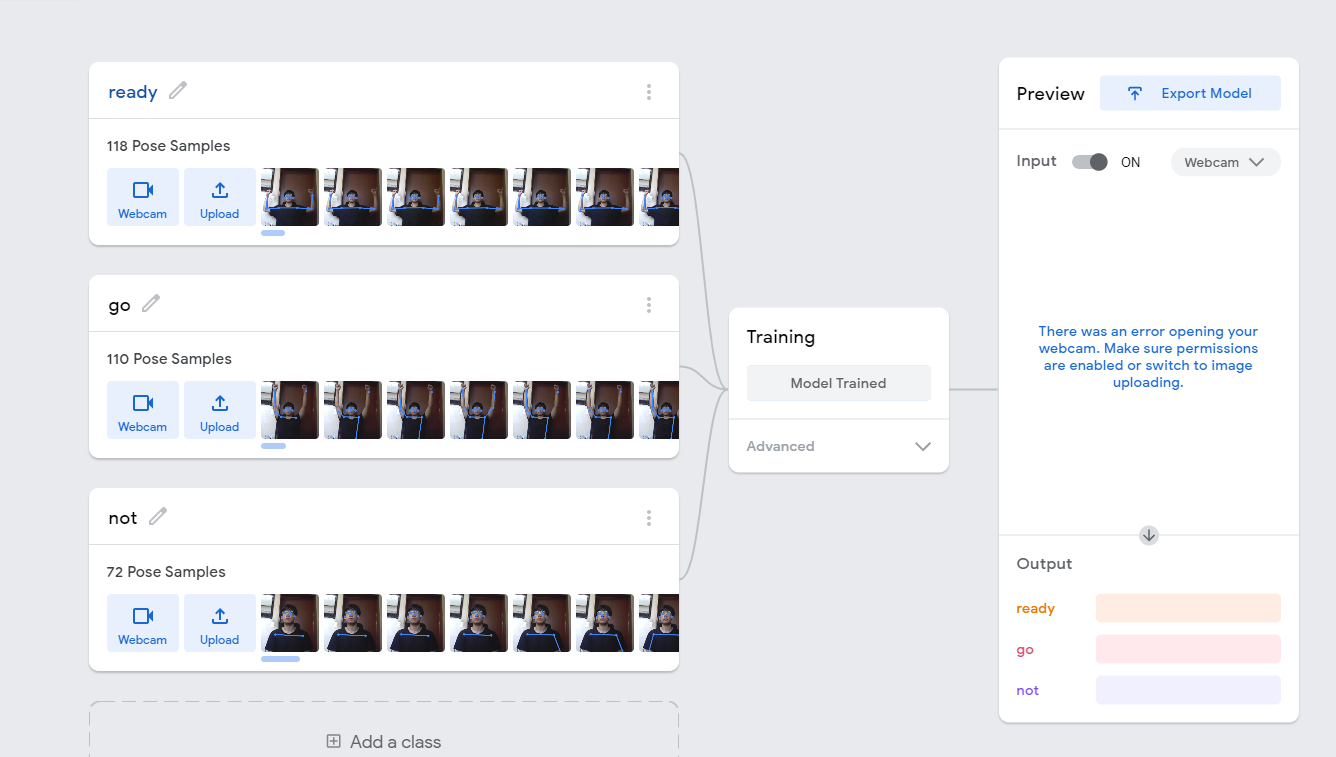 ready
118 Pose Samples
Webcam
Upload
go
110 Pose Samples
Webcam
Upload
not
72 Pose Samples
Webcam
Upload
Add a class
Training
Model Trained
Advanced
Preview
Export Model
Input
ON
Webcam
There was an error opening your
webcam. Make sure permissions
are enabled or switch to image
uploading.
Output
ready
go
not